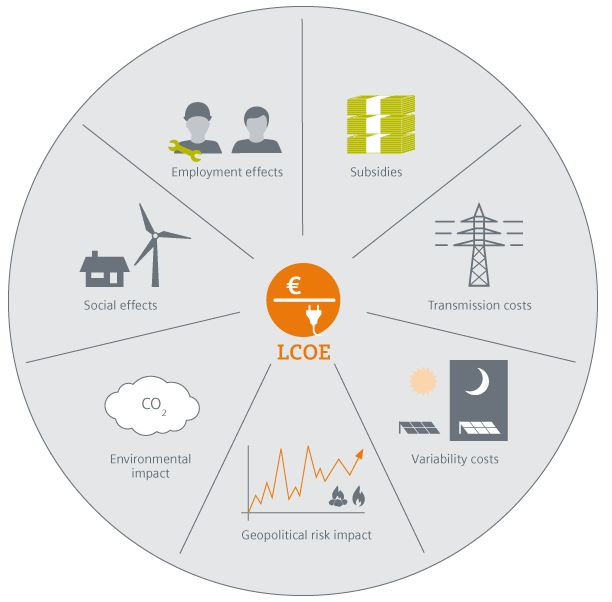 Employment effects
Subsidies
Social effects
Transmission costs
€
LCOE
CO2
Environmental
impact
Variability costs
Geopolitical risk impact